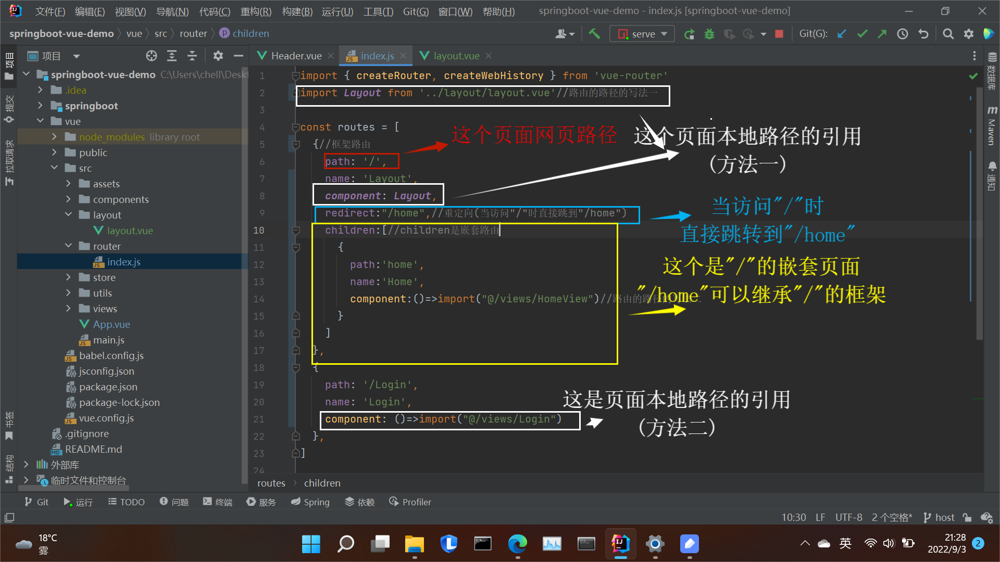 文件(F) 编辑(E) 视图(V) 导航(N) 代码(C) 重构(R) 构建(B) 运行(U) 工具(T) Git(G) 窗口(W) 帮助(H) springboot-vue-demo - index.js [springboot-vue-demo]
springboot-vue-demo vue src router children serve Git(G):
项目
Header.vue index.js layout.vue
springboot-vue-demo C:\Users\chell\Deskt
.idea
springboot
vue
node_modules library root
public
src
assets
components
layout
layout.vue
router
index.js
store
utils
views
App.vue
main.js
babel.config.js
jsconfig.json
package.json
package-lock.json
vue.config.js
.gitignore
README.md
外部库
临时文件和控制台
项目
提交
拉取请求
书签
结构
1 import { createRouter, createWebHistory } from 'vue-router'
2 import Layout from '../layout/layout.vue'//路由的路径的写法一
3
4 const routes = [
5 {//框架路由
6 path: '/',
7 name: 'Layout',
8 component: Layout,
9 redirect:"/home",//重定向(当访问"/"时直接跳到"/home")
10 children:[//children是嵌套路由
11 {
12 path:'home',
13 name:'Home',
14 component:()=>import("@/views/HomeView")//路由的路径的写法二
15 }
16 ]
17 },
18 {
19 path: '/Login',
20 name: 'Login',
21 component: ()=>import("@/views/Login")
22 },
23 ]
24
这个页面网页路径
这个页面本地路径的引用
(方法一)
当访问"/"时
直接跳转到"/home"
这个是"/"的嵌套页面
"/home"可以继承"/"的框架
这是页面本地路径的引用
(方法二)
数据库
m Maven
通知
routes children
Git 运行 TODO 问题 终端 服务 Spring 依赖 Profiler
10:30 LF UTF-8 2 个空格* host
18°C
雾
英
21:28
2022/9/3
2